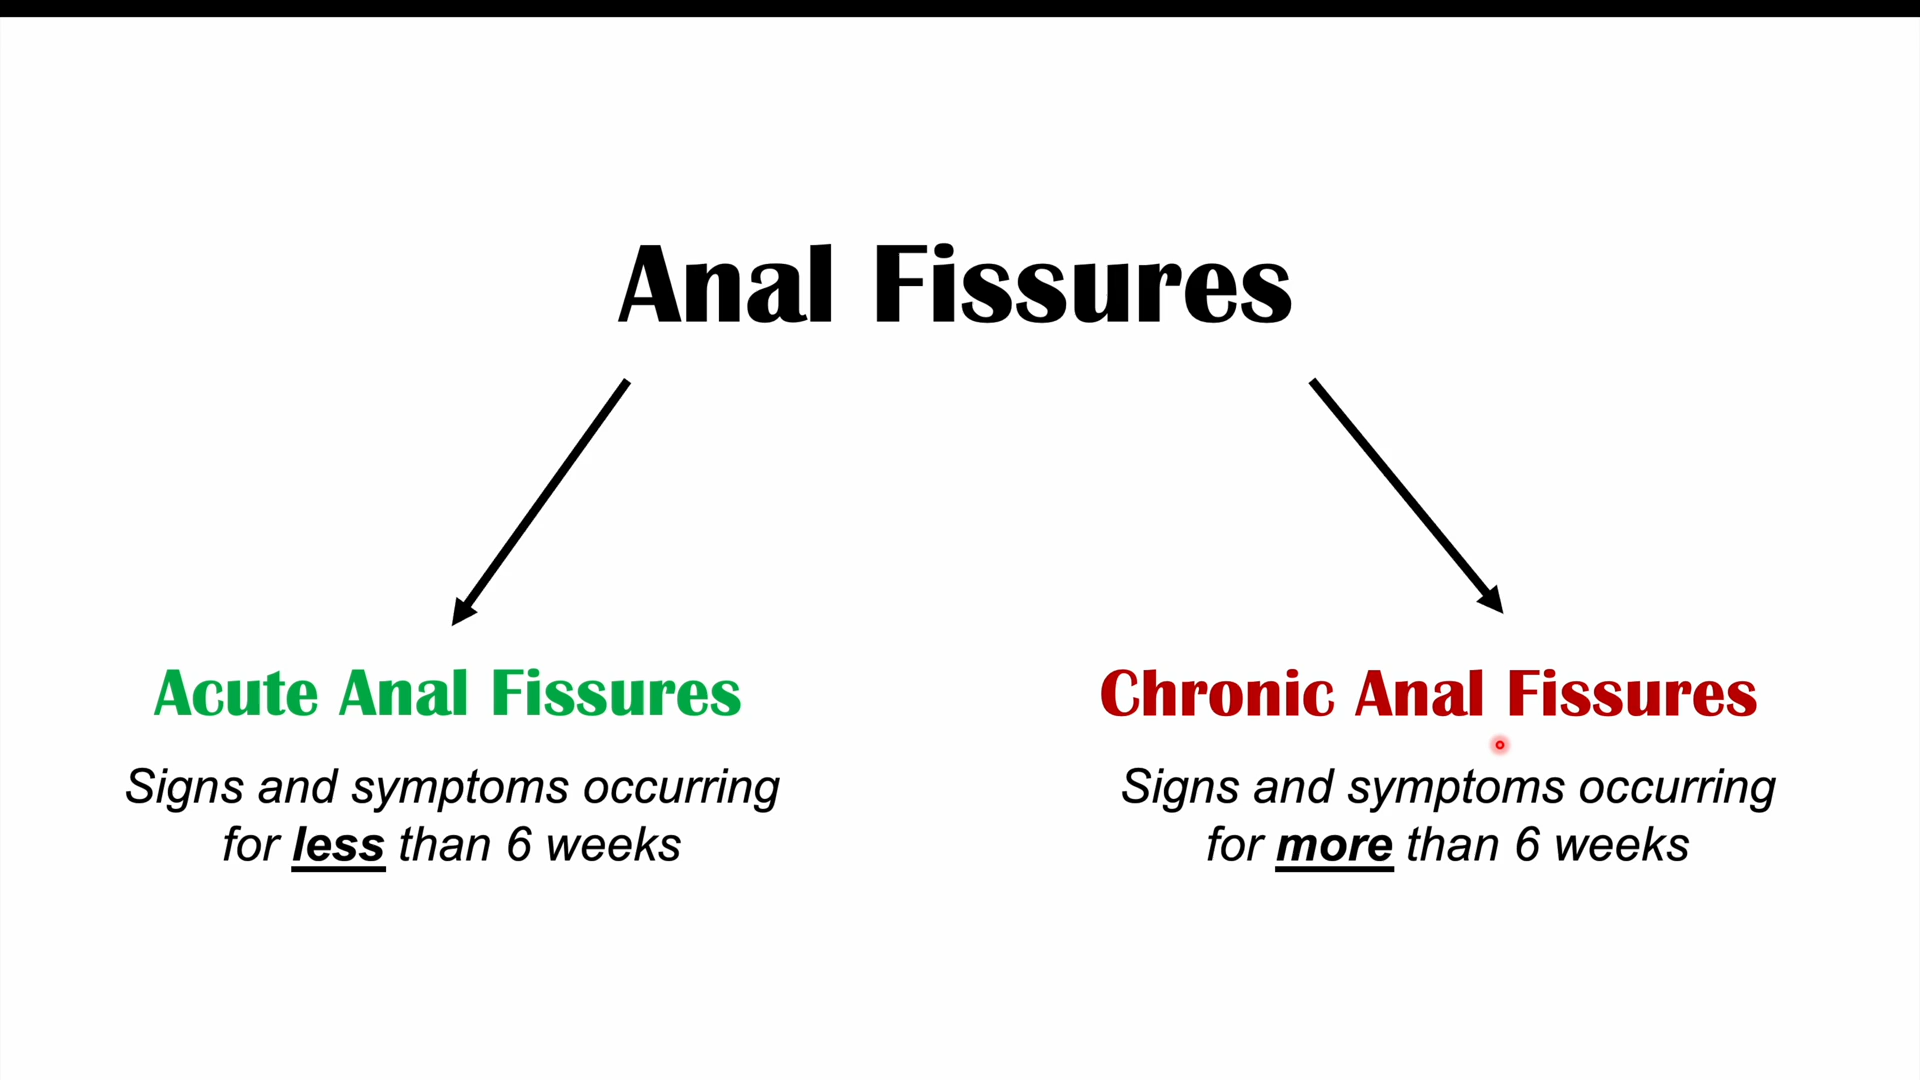 Anal Fissures
Acute Anal Fissures
Signs and symptoms occurring
for less than 6 weeks
Chronic Anal Fissures
Signs and symptoms occurring
for more than 6 weeks